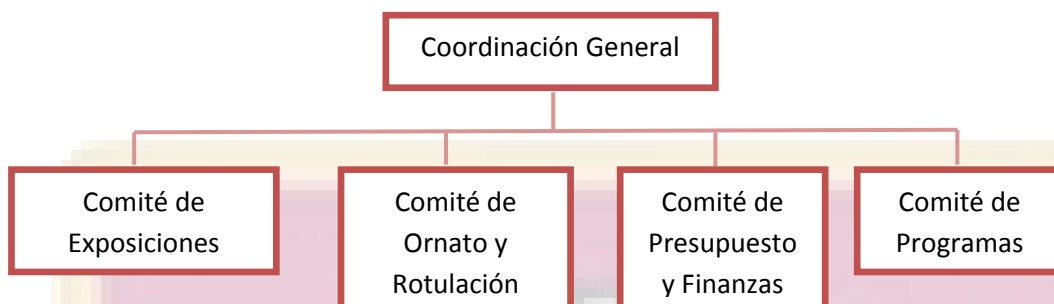 Coordinación General
Comité de
Exposiciones
Comité de
Ornato y
Rotulación
Comité de
Presupuesto
y Finanzas
Comité de
Programas